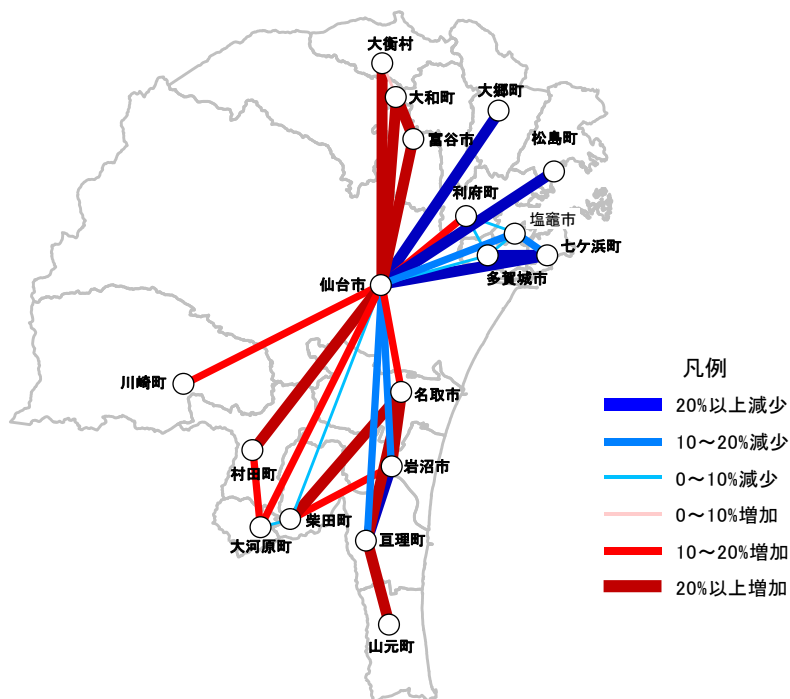 大衡村
大和町
大郷町
富谷市
松島町
利府町
塩竈市
七ケ浜町
多賀城市
仙台市
川崎町
名取市
村田町
岩沼市
柴田町
大河原町
亘理町
山元町
凡例
20%以上減少
10～20%減少
0～10%減少
0～10%増加
10～20%増加
20%以上増加